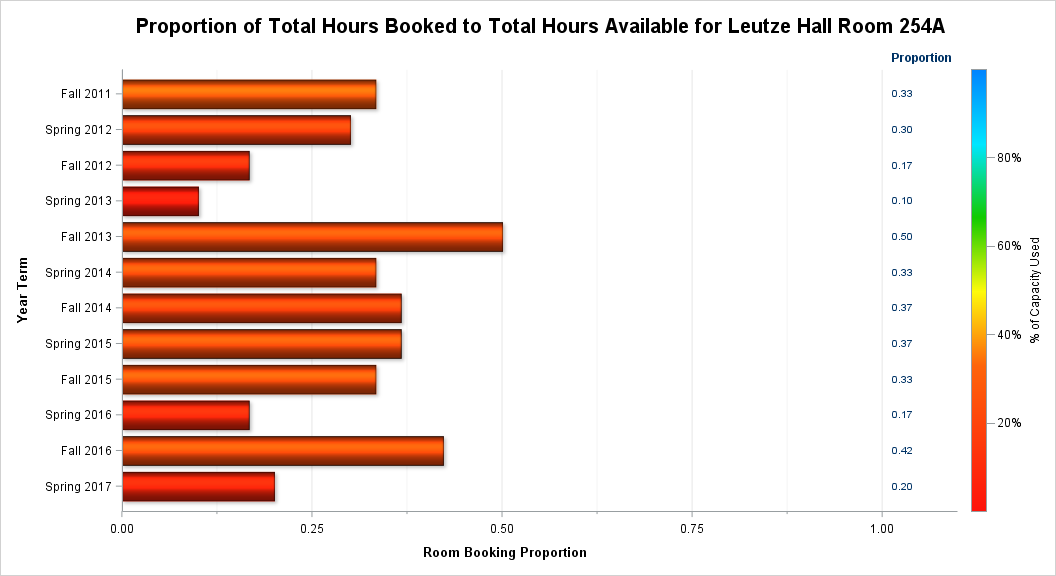 Proportion of Total Hours Booked to Total Hours Available for Leutze Hall Room 254A
Proportion
Fall 2011 0.33
Spring 2012 0.30
Fall 2012 0.17
Spring 2013 0.10
Fall 2013 0.50
Spring 2014 0.33
Fall 2014 0.37
Spring 2015 0.37
Fall 2015 0.33
Spring 2016 0.17
Fall 2016 0.42
Spring 2017 0.20
Year Term
0.00 0.25 0.50 0.75 1.00
Room Booking Proportion
80%
60%
40%
20%
% of Capacity Used